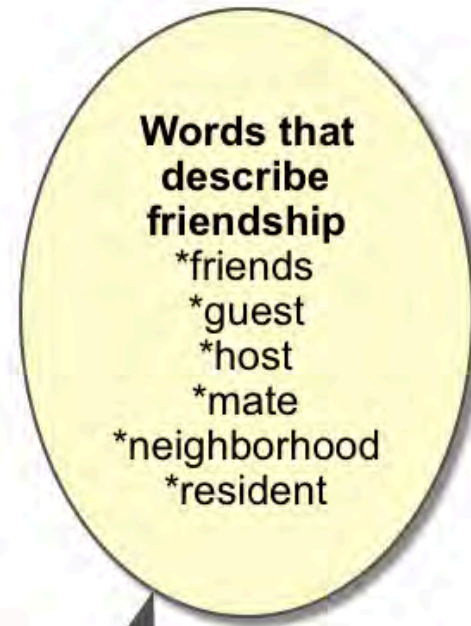 Words that
describe
friendship
*friends
*guest
*host
*mate
*neighborhood
*resident